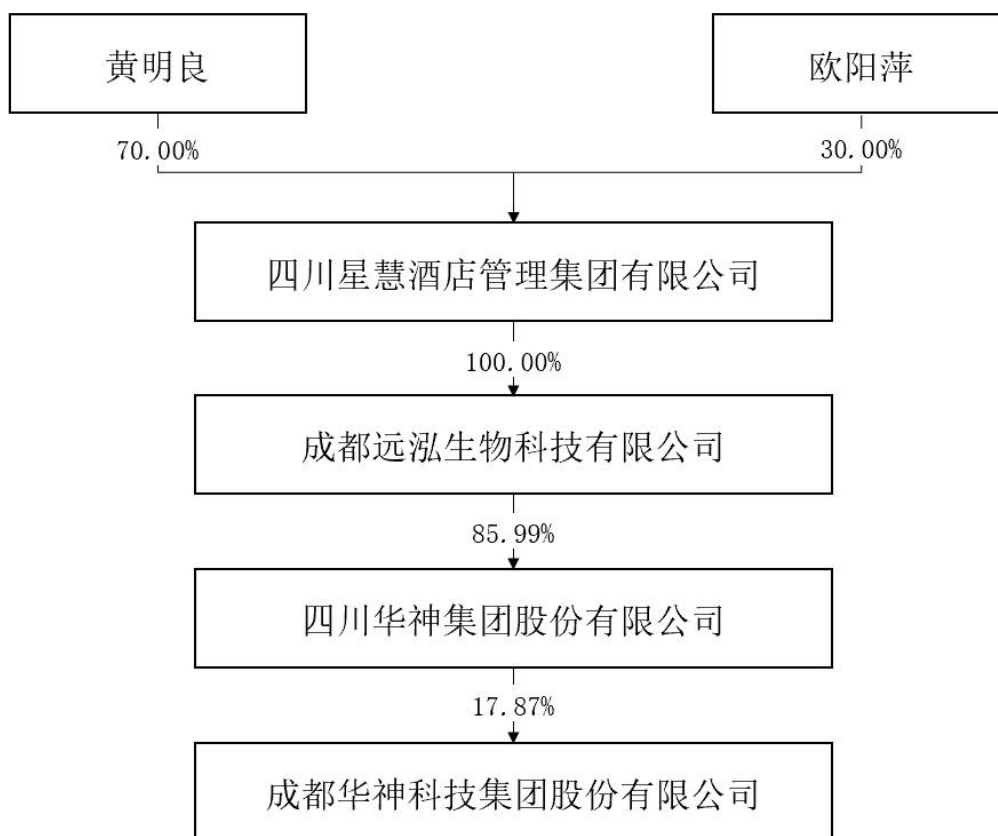 黄明良
欧阳萍
70.00%
30.00%
四川星慧酒店管理集团有限公司
100.00%
成都远泓生物科技有限公司
85.99%
四川华神集团股份有限公司
17.87%
成都华神科技集团股份有限公司